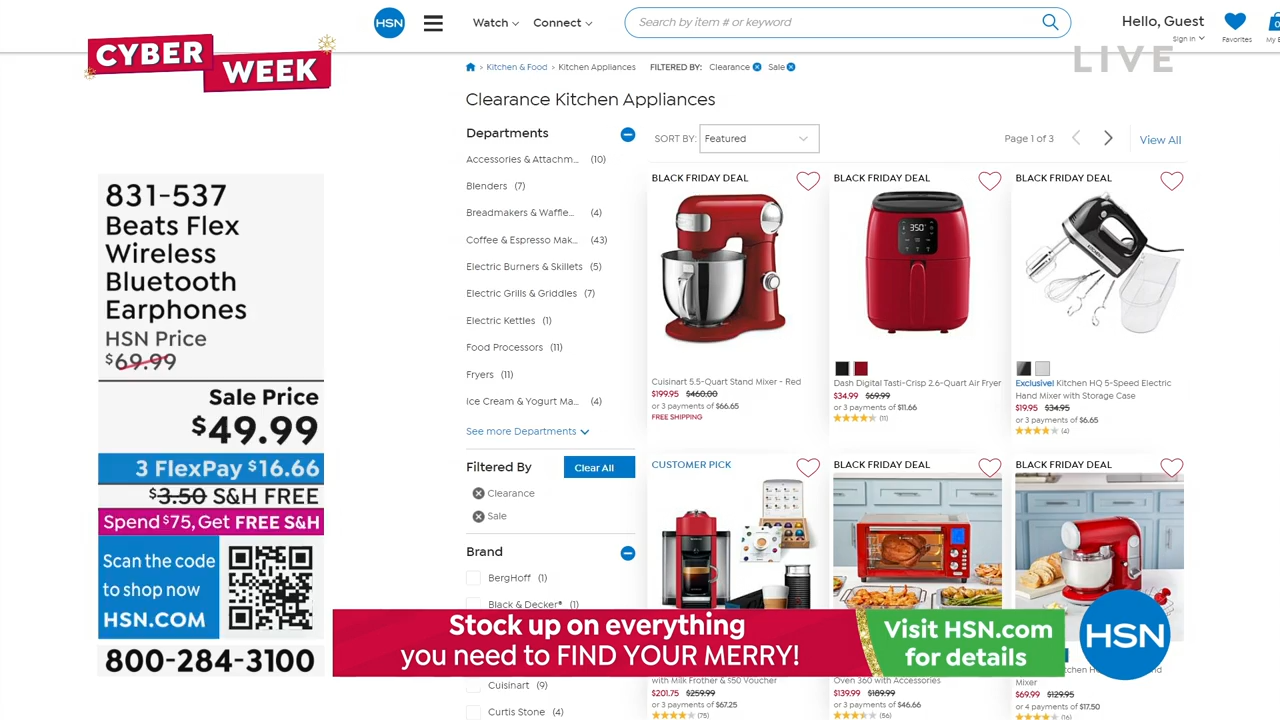 HSN
Watch
Connect
Search by item # or keyword
Hello, Guest
Sign In
Favorites
LIVE
CYBER
WEEK
Kitchen & Food > Kitchen Appliances
FILTERED BY: Clearance Sale
Clearance Kitchen Appliances
831-537
Beats Flex
Wireless
Bluetooth
Earphones
HSN Price
$69.99
Sale Price
$49.99
3 FlexPay $16.66
$3.50 S&H FREE
Spend $75, Get FREE S&H
Scan the code
to shop now
HSN.COM
800-284-3100
Departments
Accessories & Attachm... (10)
Blenders (7)
Breadmakers & Waffle... (4)
Coffee & Espresso Mak... (43)
Electric Burners & Skillets (5)
Electric Grills & Griddles (7)
Electric Kettles (1)
Food Processors (11)
Fryers (11)
Ice Cream & Yogurt Ma... (4)
See more Departments
Filtered By
Clear All
Clearance
Sale
Brand
BergHoff (1)
Black & Decker® (1)
Cuisinart (9)
Curtis Stone (4)
SORT BY: Featured
Page 1 of 3
View All
BLACK FRIDAY DEAL
Cuisinart 5.5-Quart Stand Mixer - Red
$199.95 $460.00
or 3 payments of $66.65
FREE SHIPPING
BLACK FRIDAY DEAL
350°
Dash Digital Tasti-Crisp 2.6-Quart Air Fryer
$34.99 $69.99
or 3 payments of $11.66
(11)
BLACK FRIDAY DEAL
Exclusive! Kitchen HQ 5-Speed Electric
Hand Mixer with Storage Case
$19.95 $34.95
or 3 payments of $6.65
(4)
CUSTOMER PICK
with Milk Frother & $50 Voucher
$201.75 $259.99
or 3 payments of $67.25
(75)
BLACK FRIDAY DEAL
Oven 360 with Accessories
$139.99 $189.99
or 3 payments of $46.66
(56)
BLACK FRIDAY DEAL
Mixer
$69.99 $129.95
or 4 payments of $17.50
(16)
Stock up on everything
you need to FIND YOUR MERRY!
Visit HSN.com
for details
HSN